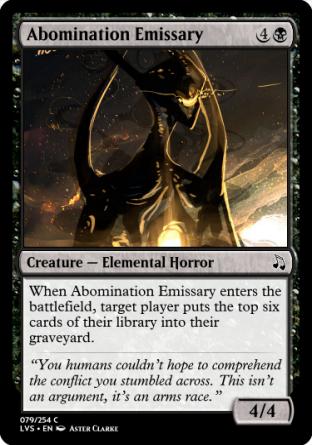 Abomination Emissary 4
Creature — Elemental Horror
When Abomination Emissary enters the
battlefield, target player puts the top six
cards of their library into their
graveyard.
“You humans couldn’t hope to comprehend
the conflict you stumbled across. This isn’t
an argument, it’s an arms race.”
4/4
079/254 C
LVS • EN ASTER CLARKE